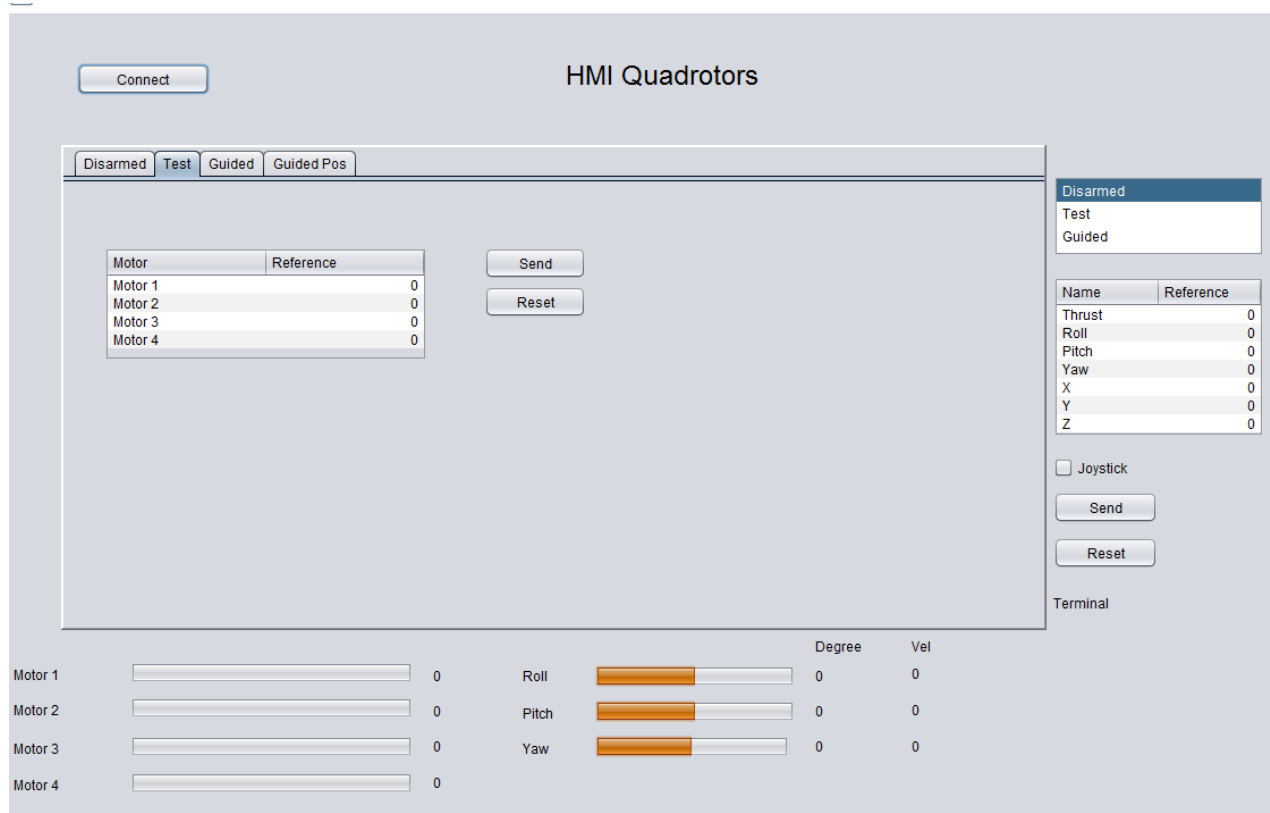 Connect
HMI Quadrotors
Disarmed Test Guided Guided Pos
Motor Reference
Motor 1 0
Motor 2 0
Motor 3 0
Motor 4 0
Send
Reset
Disarmed
Test
Guided
Name Reference
Thrust 0
Roll 0
Pitch 0
Yaw 0
X 0
Y 0
Z 0
Joystick
Send
Reset
Terminal
Motor 1 0
Motor 2 0
Motor 3 0
Motor 4 0
Degree Vel
Roll 0 0
Pitch 0 0
Yaw 0 0